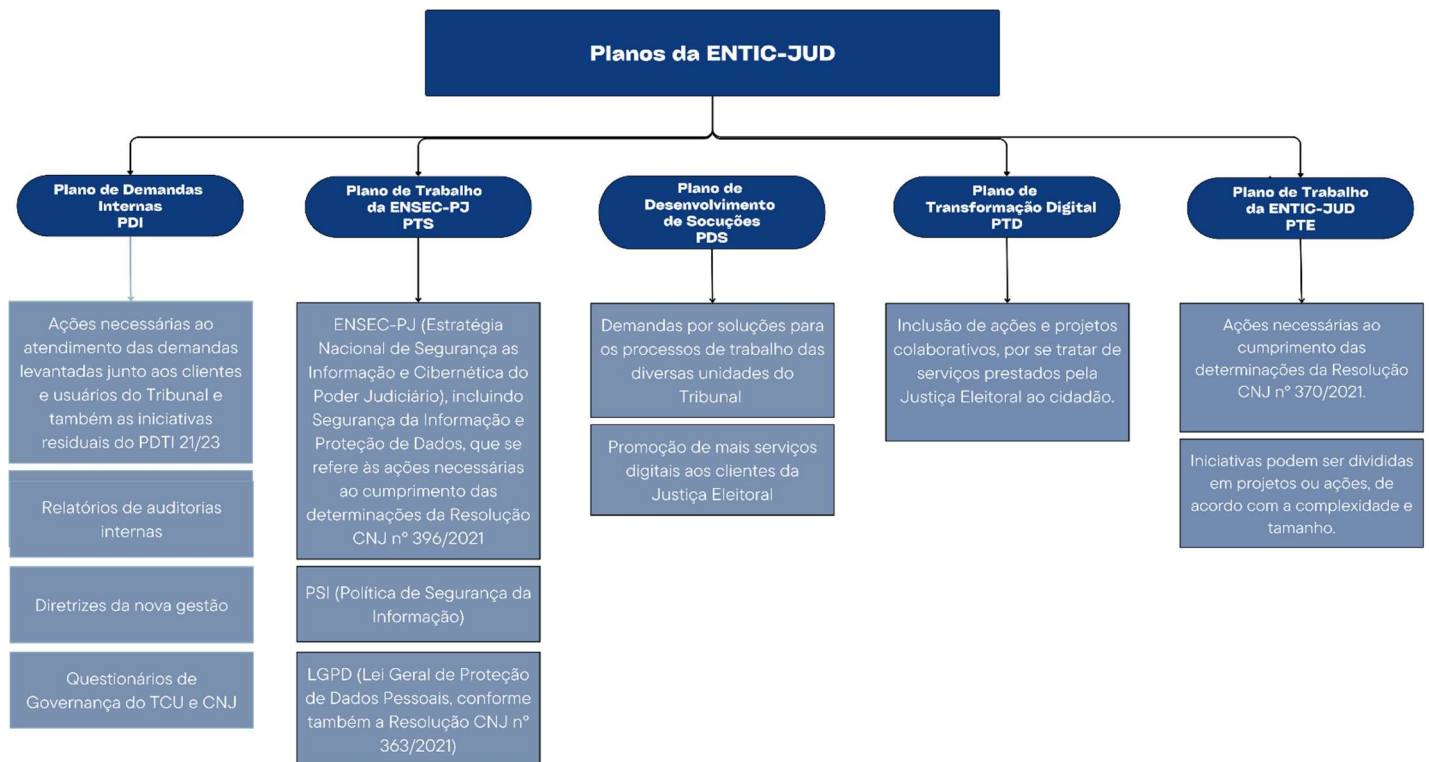 Planos da ENTIC-JUD
Plano de Demandas
Internas
PDI
Ações necessárias ao
atendimento das demandas
levantadas junto aos clientes
e usuários do Tribunal e
também as iniciativas
residuais do PDTI 21/23
Relatórios de auditorias
internas
Diretrizes da nova gestão
Questionários de
Governança do TCU e CNJ
Plano de Trabalho
da ENSEC-PJ
PTS
ENSEC-PJ (Estratégia
Nacional de Segurança as
Informação e Cibernética do
Poder Judiciário), incluindo
Segurança da Informação e
Proteção de Dados, que se
refere às ações necessárias
ao cumprimento das
determinações da Resolução
CNJ nº 396/2021
PSI (Política de Segurança da
Informação)
LGPD (Lei Geral de Proteção
de Dados Pessoais, conforme
também a Resolução CNJ nº
363/2021)
Plano de
Desenvolvimento
de Socuções
PDS
Demandas por soluções para
os processos de trabalho das
diversas unidades do
Tribunal
Promoção de mais serviços
digitais aos clientes da
Justiça Eleitoral
Plano de
Transformação Digital
PTD
Inclusão de ações e projetos
colaborativos, por se tratar de
serviços prestados pela
Justiça Eleitoral ao cidadão.
Plano de Trabalho
da ENTIC-JUD
PTE
Ações necessárias ao
cumprimento das
determinações da Resolução
CNJ nº 370/2021.
Iniciativas podem ser divididas
em projetos ou ações, de
acordo com a complexidade e
tamanho.